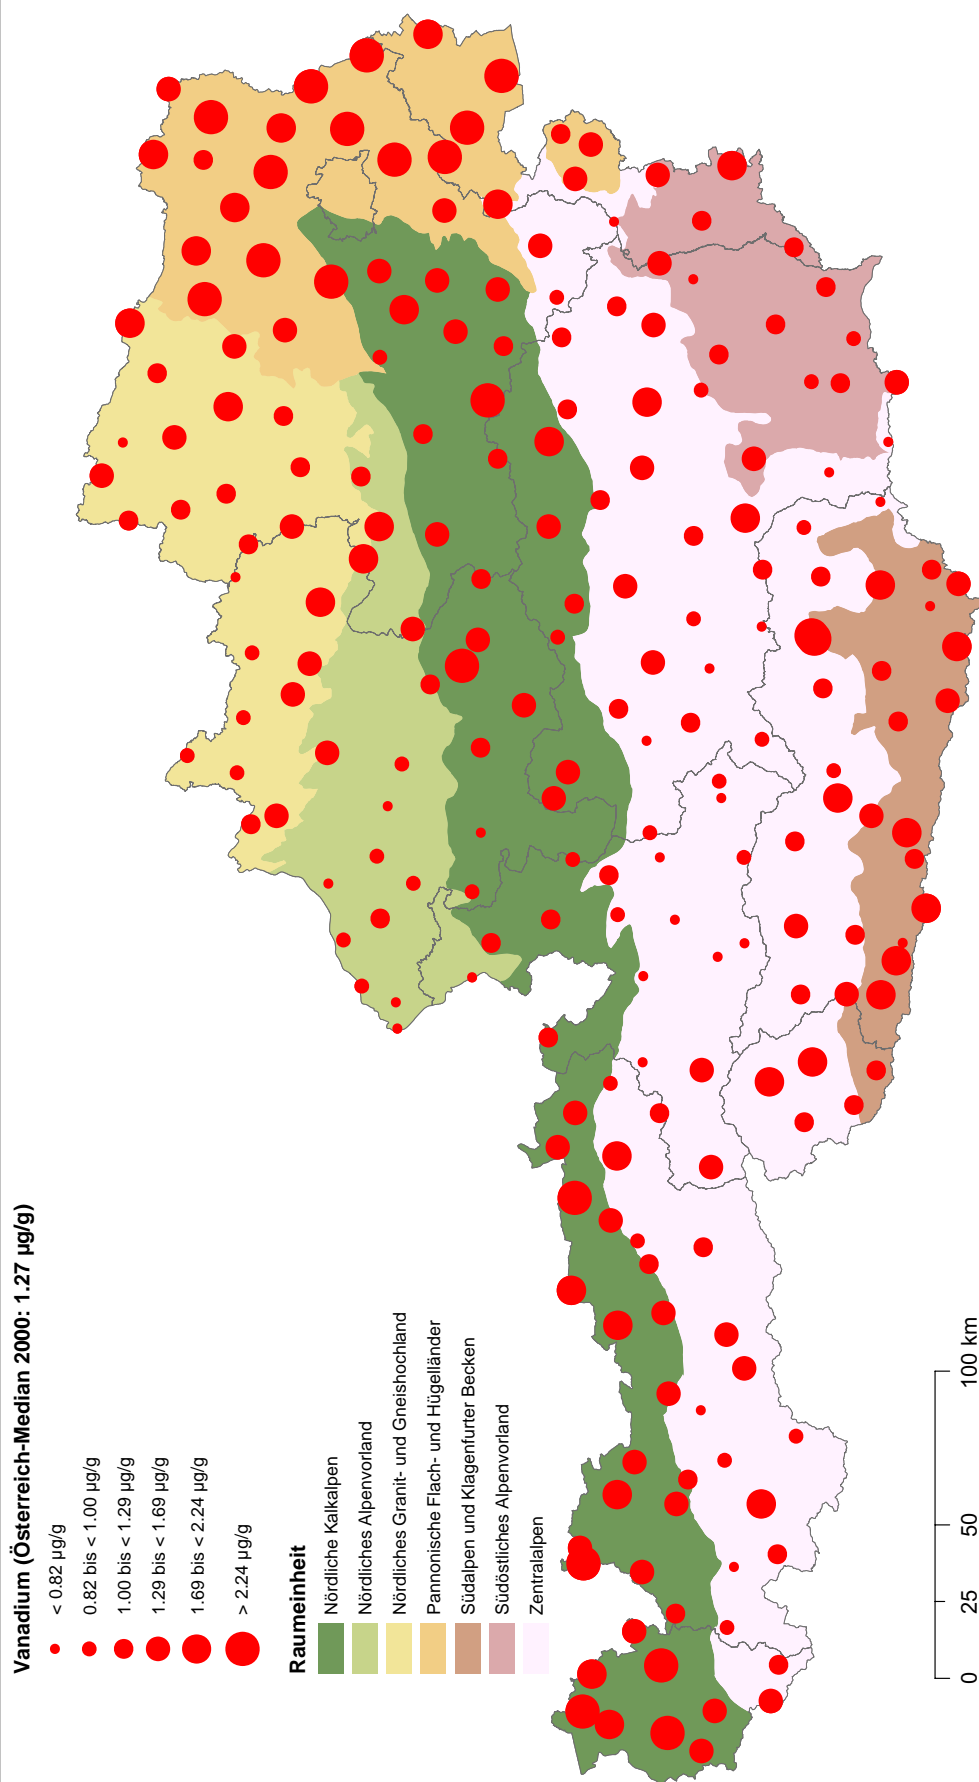 Vanadium (Österreich-Median 2000: 1.27 µg/g)
< 0.82 µg/g
0.82 bis < 1.00 µg/g
1.00 bis < 1.29 µg/g
1.29 bis < 1.69 µg/g
1.69 bis < 2.24 µg/g
> 2.24 µg/g
Raumeinheit
Nördliche Kalkalpen
Nördliches Alpenvorland
Nördliches Granit- und Gneishochland
Pannonische Flach- und Hügelländer
Südalpen und Klagenfurter Becken
Südöstliches Alpenvorland
Zentralalpen
0 25 50 100 km